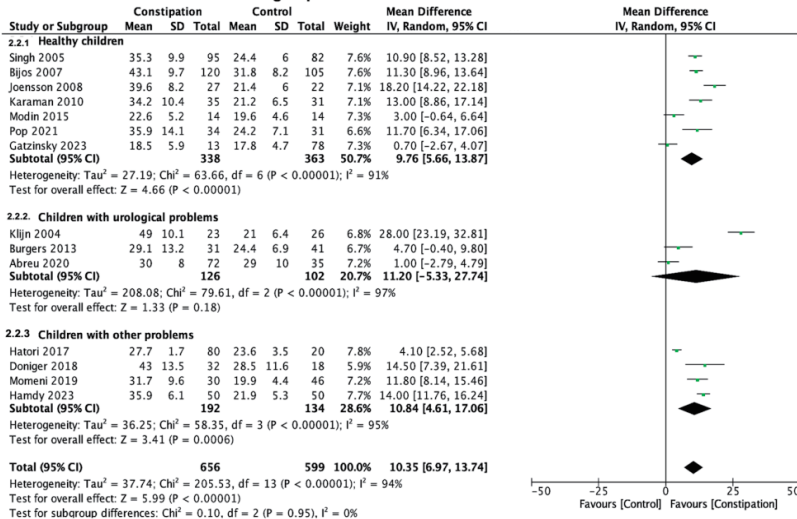 Constipation Control Mean Difference Mean Difference
Study or Subgroup Mean SD Total Mean SD Total Weight IV, Random, 95% CI IV, Random, 95% CI
2.2.1 Healthy children
Singh 2005 35.3 9.9 95 24.4 6 82 7.6% 10.90 [8.52, 13.28]
Bijos 2007 43.1 9.7 120 31.8 8.2 105 7.6% 11.30 [8.96, 13.64]
Joensson 2008 39.6 8.2 27 21.4 6 22 7.3% 18.20 [14.22, 22.18]
Karaman 2010 34.2 10.4 35 21.2 6.5 31 7.3% 13.00 [8.86, 17.14]
Modin 2015 22.6 5.2 14 19.6 4.6 14 7.4% 3.00 [-0.64, 6.64]
Pop 2021 35.9 14.1 34 24.2 7.1 31 6.7% 11.70 [6.34, 17.06]
Gatzinsky 2023 18.5 5.9 13 17.8 4.7 78 7.4% 0.70 [-2.67, 4.07]
Subtotal (95% CI) 338 363 50.7% 9.76 [5.66, 13.87]
Heterogeneity: Tau² = 27.19; Chi² = 63.66, df = 6 (P < 0.00001); I² = 91%
Test for overall effect: Z = 4.66 (P < 0.00001)
2.2.2. Children with urological problems
Klijn 2004 49 10.1 23 21 6.4 26 6.8% 28.00 [23.19, 32.81]
Burgers 2013 29.1 13.2 31 24.4 6.9 41 6.7% 4.70 [-0.40, 9.80]
Abreu 2020 30 8 72 29 10 35 7.2% 1.00 [-2.79, 4.79]
Subtotal (95% CI) 126 102 20.7% 11.20 [-5.33, 27.74]
Heterogeneity: Tau² = 208.08; Chi² = 79.61, df = 2 (P < 0.00001); I² = 97%
Test for overall effect: Z = 1.33 (P = 0.18)
2.2.3 Children with other problems
Hatori 2017 27.7 1.7 80 23.6 3.5 20 7.8% 4.10 [2.52, 5.68]
Doniger 2018 43 13.5 32 28.5 11.6 18 5.9% 14.50 [7.39, 21.61]
Momeni 2019 31.7 9.6 30 19.9 4.4 46 7.4% 11.80 [8.14, 15.46]
Hamdy 2023 35.9 6.1 50 21.9 5.3 50 7.7% 14.00 [11.76, 16.24]
Subtotal (95% CI) 192 134 28.6% 10.84 [4.61, 17.06]
Heterogeneity: Tau² = 36.25; Chi² = 58.35, df = 3 (P < 0.00001); I² = 95%
Test for overall effect: Z = 3.41 (P = 0.0006)
Total (95% CI) 656 599 100.0% 10.35 [6.97, 13.74]
Heterogeneity: Tau² = 37.74; Chi² = 205.53, df = 13 (P < 0.00001); I² = 94%
Test for overall effect: Z = 5.99 (P < 0.00001)
Test for subgroup differences: Chi² = 0.10, df = 2 (P = 0.95), I² = 0%
-50 -25 0 25 50
Favours [Control] Favours [Constipation]